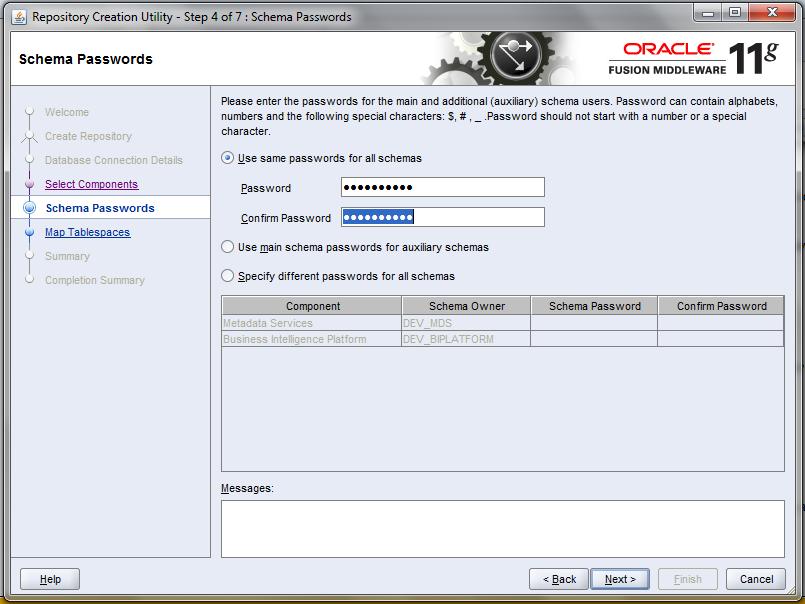 Repository Creation Utility - Step 4 of 7 : Schema Passwords
Schema Passwords
ORACLE
FUSION MIDDLEWARE 11g
Welcome
Create Repository
Database Connection Details
Select Components
Schema Passwords
Map Tablespaces
Summary
Completion Summary
Please enter the passwords for the main and additional (auxiliary) schema users. Password can contain alphabets,
numbers and the following special characters: $, # , _ .Password should not start with a number or a special
character.
Use same passwords for all schemas
Password ●●●●●●●●●●
Confirm Password ●●●●●●●●●●
Use main schema passwords for auxiliary schemas
Specify different passwords for all schemas
Component Schema Owner Schema Password Confirm Password
Metadata Services DEV_MDS
Business Intelligence Platform DEV_BIPLATFORM
Messages:
Help < Back Next > Finish Cancel